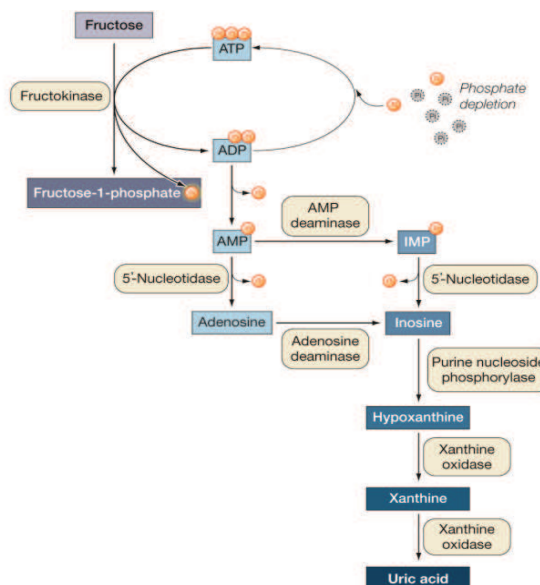 Fructose
ATP
Fructokinase
Phosphate
depletion
ADP
Fructose-1-phosphate
AMP
deaminase
AMP
IMP
5'-Nucleotidase
5'-Nucleotidase
Adenosine
Inosine
Adenosine
deaminase
Purine nucleoside
phosphorylase
Hypoxanthine
Xanthine
oxidase
Xanthine
Xanthine
oxidase
Uric acid